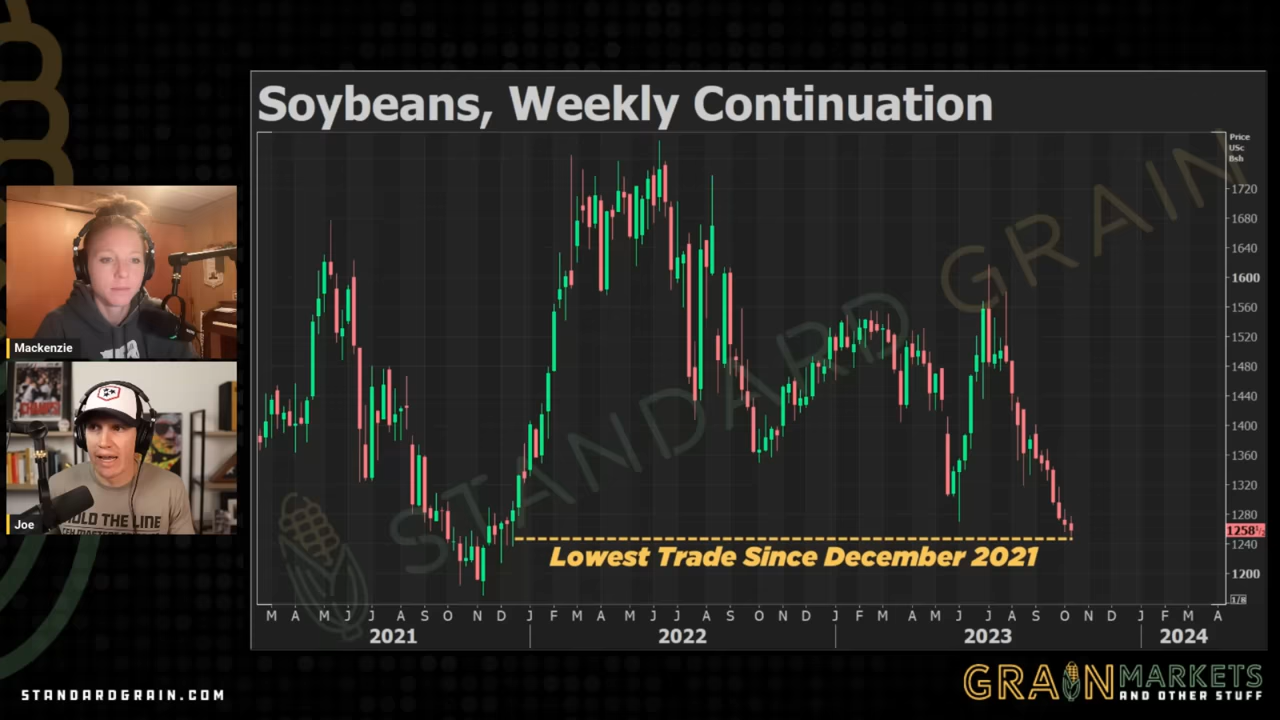 Soybeans, Weekly Continuation
Price
USc
Bsh
1720
1680
1640
1600
1560
1520
1480
1440
1400
1360
1320
1280
1258½
1240
1200
Lowest Trade Since December 2021
STANDARD GRAIN
M A M J J A S O N D J F M A M J J A S O N D J F M A M J J A S O N D J F M A
2021 2022 2023 2024
Mackenzie
HOLD THE LINE
Joe
STANDARDGRAIN.COM
GRAIN MARKETS
AND OTHER STUFF